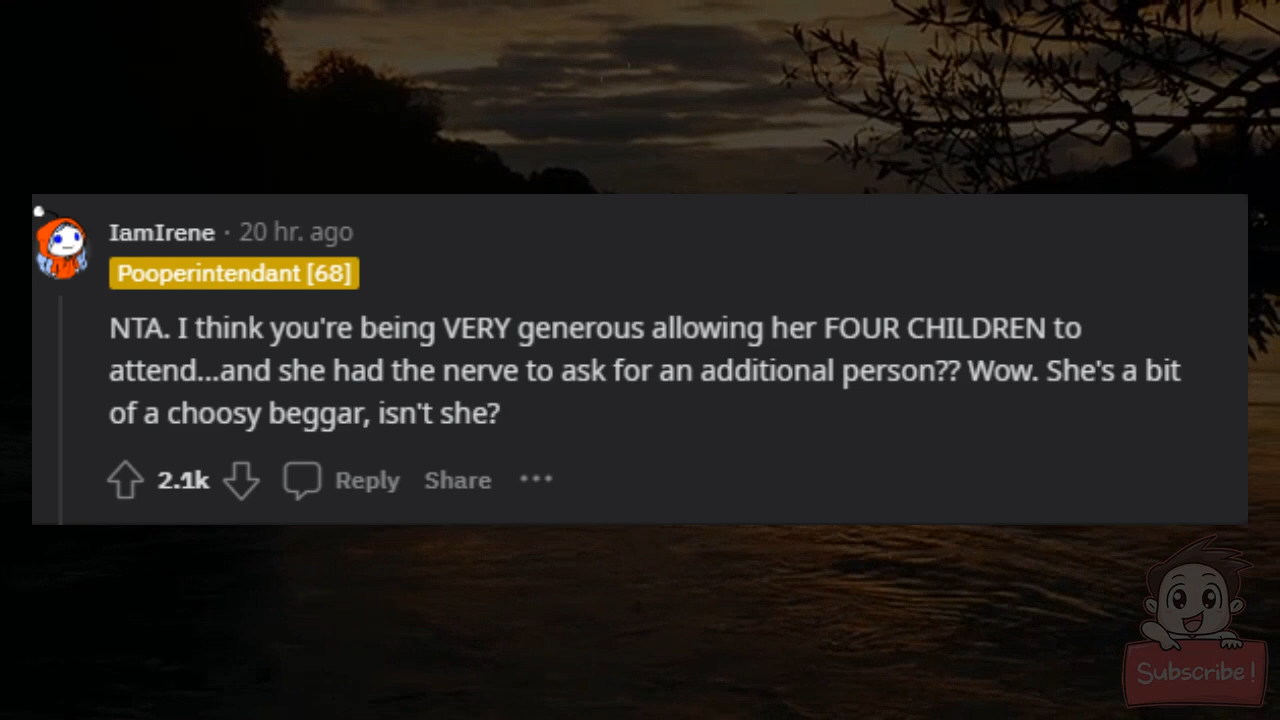 IamIrene · 20 hr. ago
Pooperintendant [68]
NTA. I think you're being VERY generous allowing her FOUR CHILDREN to
attend...and she had the nerve to ask for an additional person?? Wow. She's a bit
of a choosy beggar, isn't she?
2.1k Reply Share ···
Subscribe!